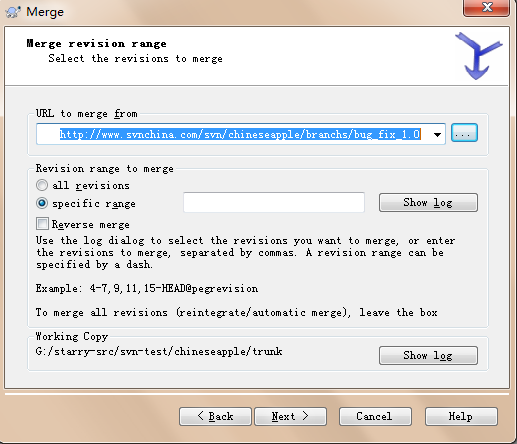 Merge
Merge revision range
Select the revisions to merge
URL to merge from
http://www.svnchina.com/svn/chineseapple/branchs/bug_fix_1.0
...
Revision range to merge
all revisions
specific range
Show log
Reverse merge
Use the log dialog to select the revisions you want to merge, or enter
the revisions to merge, separated by commas. A revision range can be
specified by a dash.
Example: 4-7,9,11,15-HEAD@pegrevision
To merge all revisions (reintegrate/automatic merge), leave the box
Working Copy
G:/starry-src/svn-test/chineseapple/trunk
Show log
< Back
Next >
Cancel
Help